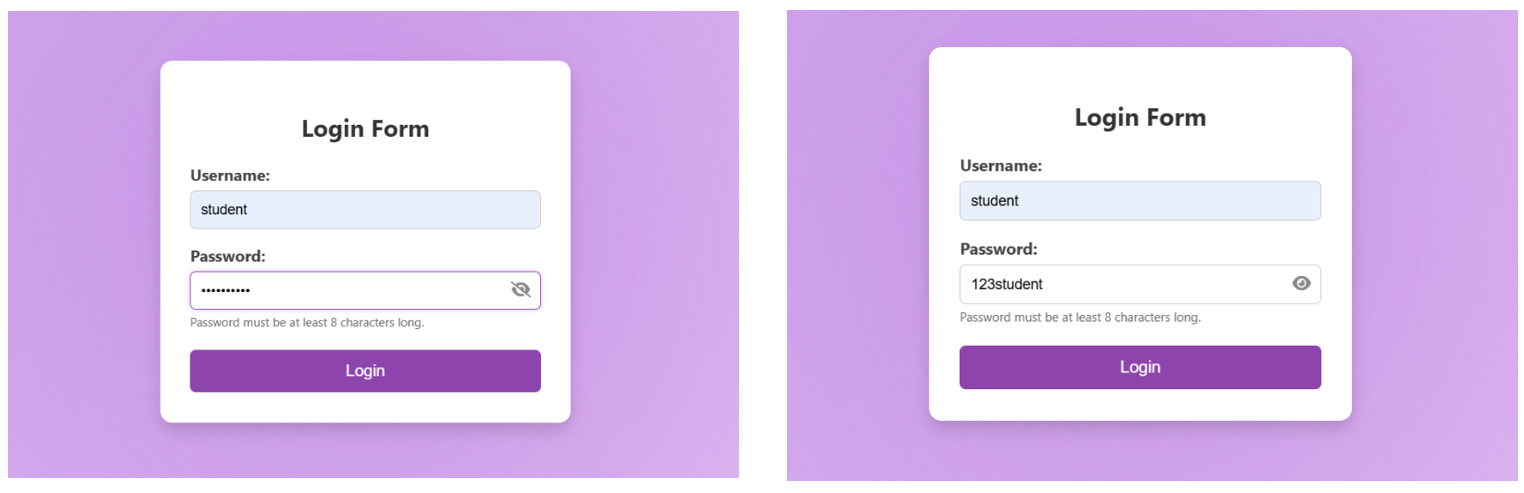 Login Form
Username:
student
Password:
••••••••••
Password must be at least 8 characters long.
Login
Login Form
Username:
student
Password:
123student
Password must be at least 8 characters long.
Login